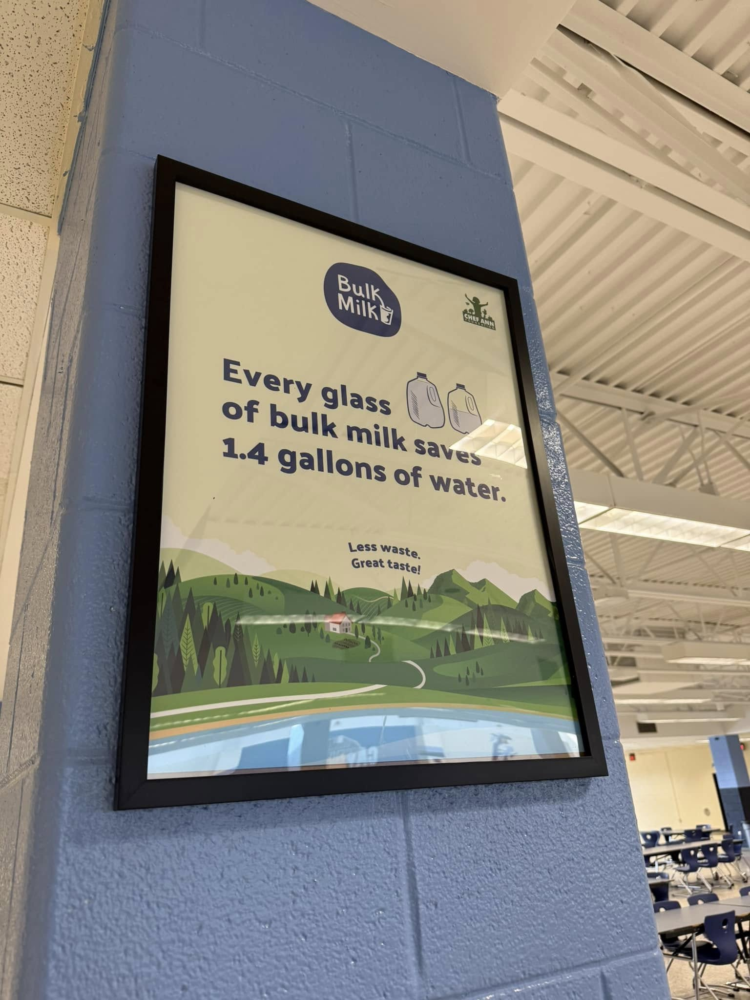 Bulk
Milk
CHEF ANN
FOUNDATION
Every glass
of bulk milk saves
1.4 gallons of water.
Less waste.
Great taste!